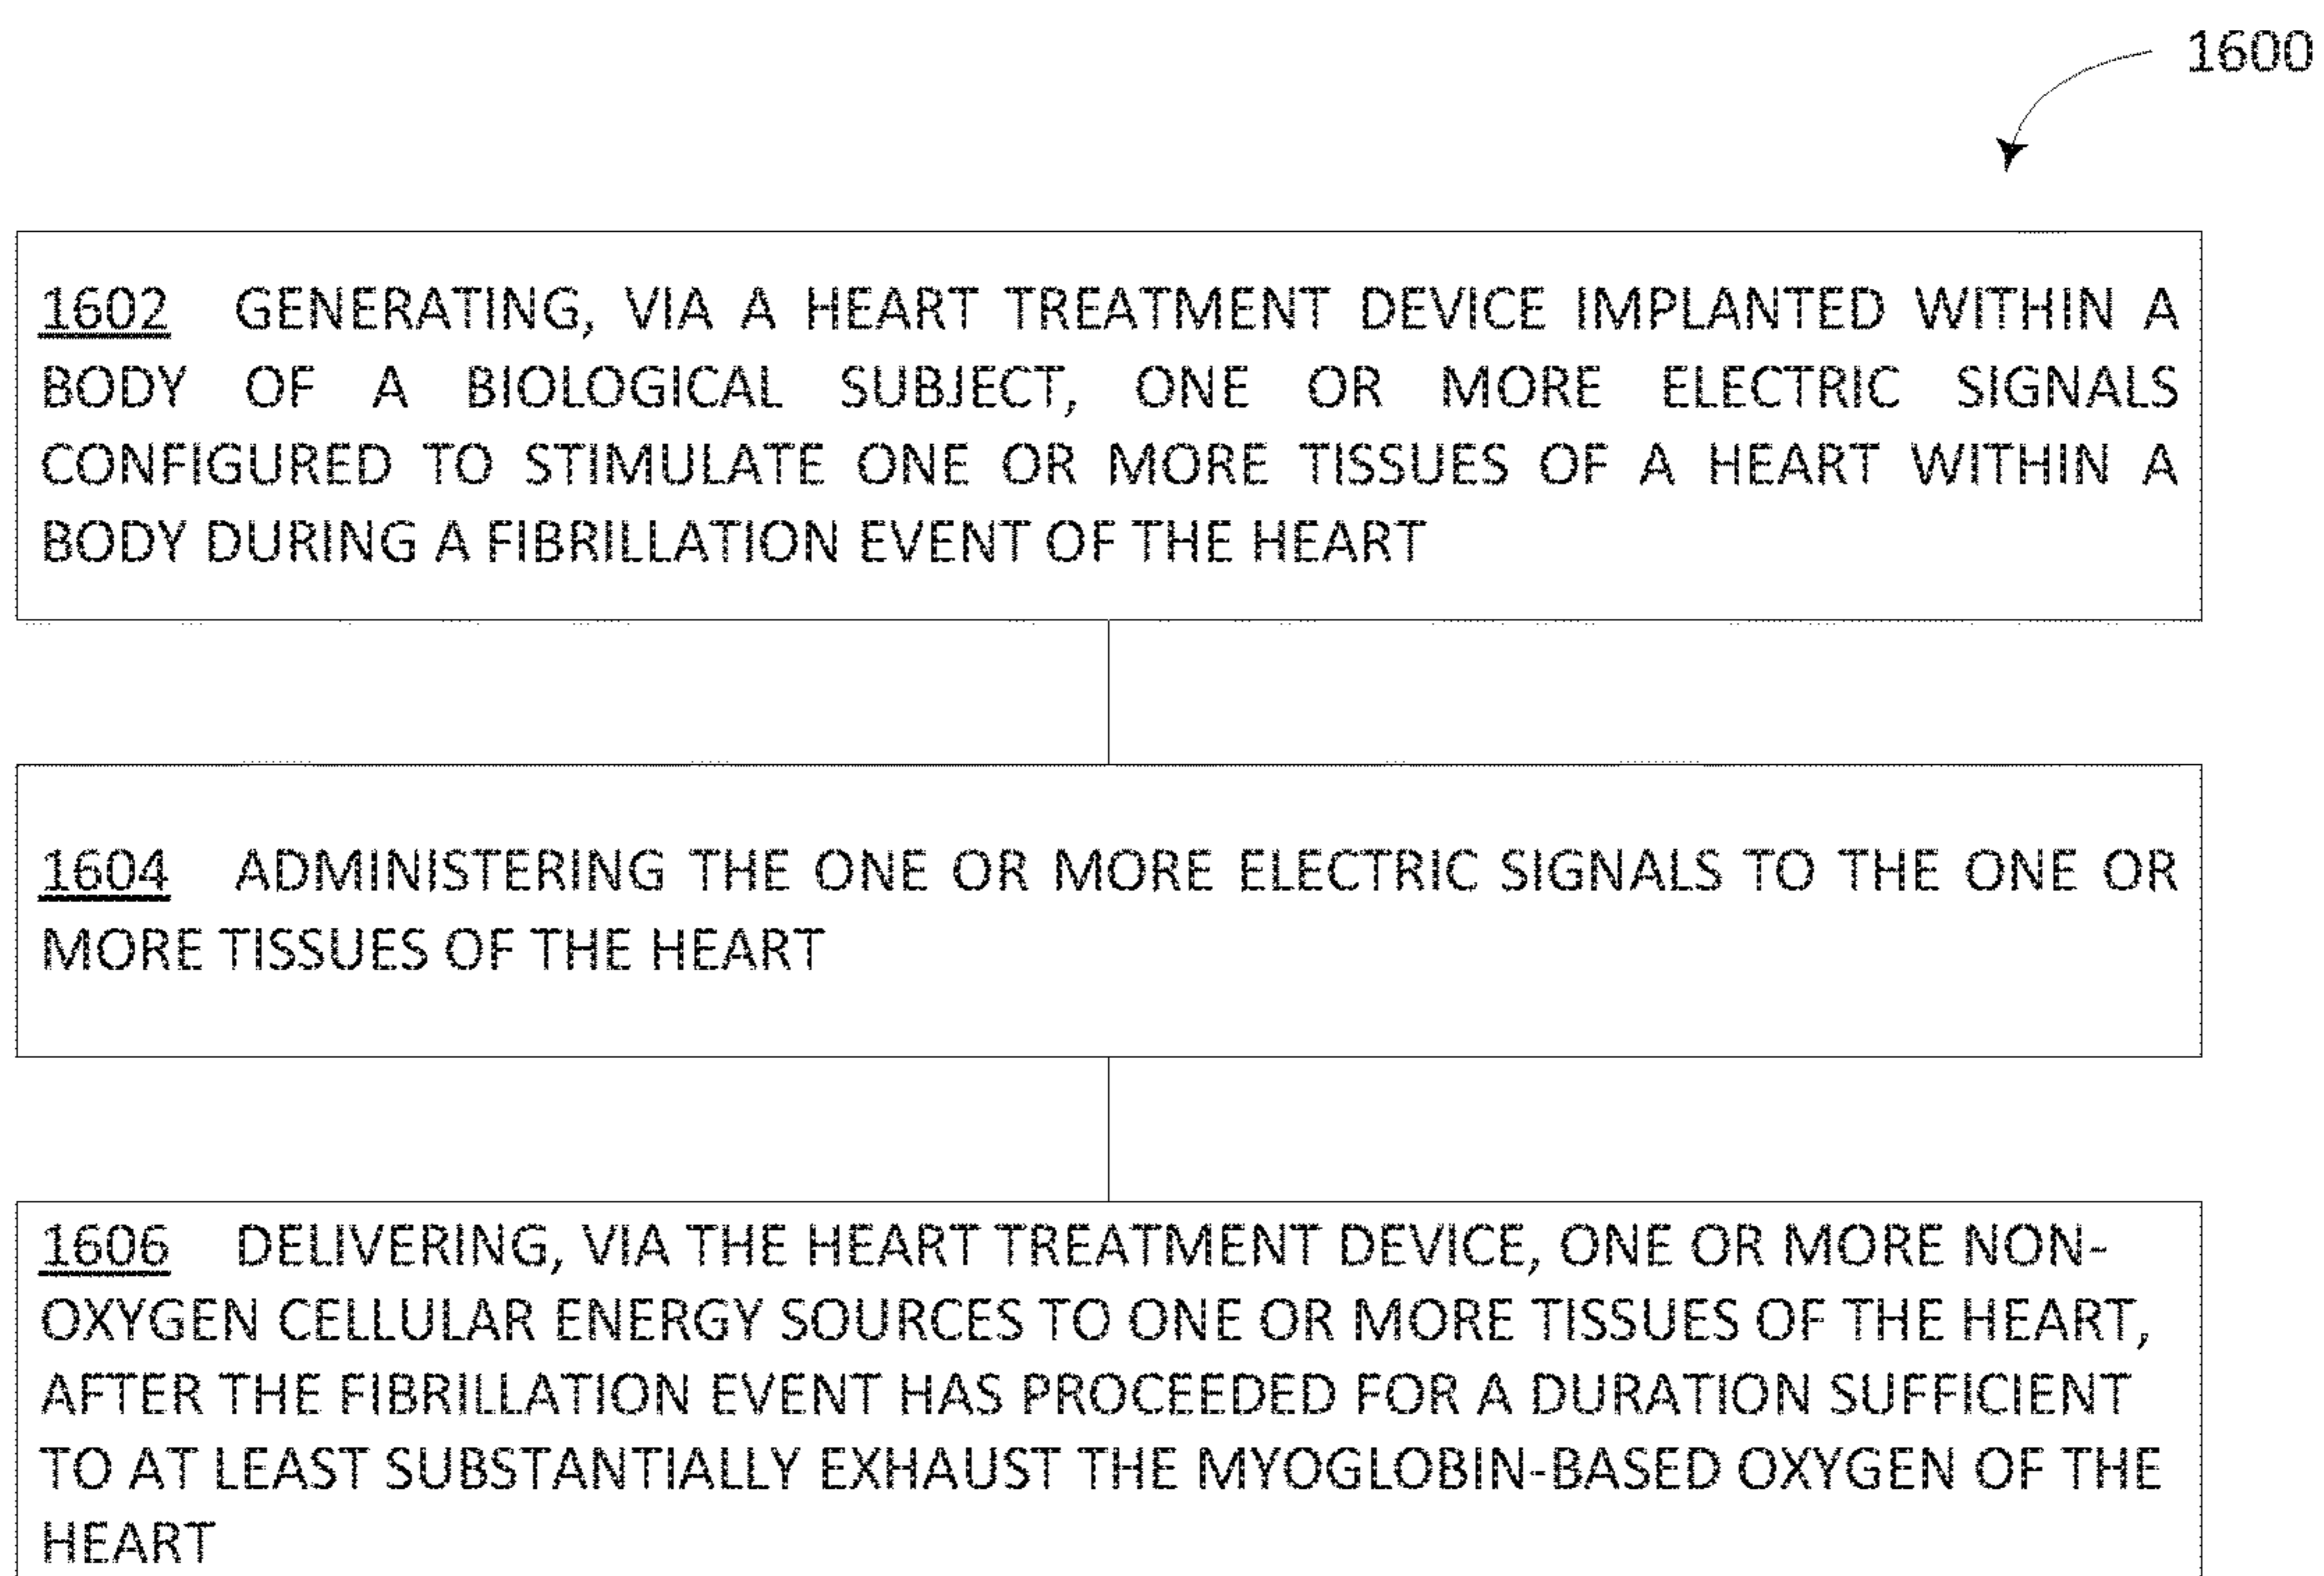 1600
1602 GENERATING, VIA A HEART TREATMENT DEVICE IMPLANTED WITHIN A
BODY OF A BIOLOGICAL SUBJECT, ONE OR MORE ELECTRIC SIGNALS
CONFIGURED TO STIMULATE ONE OR MORE TISSUES OF A HEART WITHIN A
BODY DURING A FIBRILLATION EVENT OF THE HEART
1604 ADMINISTERING THE ONE OR MORE ELECTRIC SIGNALS TO THE ONE OR
MORE TISSUES OF THE HEART
1606 DELIVERING, VIA THE HEART TREATMENT DEVICE, ONE OR MORE NON-
OXYGEN CELLULAR ENERGY SOURCES TO ONE OR MORE TISSUES OF THE HEART,
AFTER THE FIBRILLATION EVENT HAS PROCEEDED FOR A DURATION SUFFICIENT
TO AT LEAST SUBSTANTIALLY EXHAUST THE MYOGLOBIN-BASED OXYGEN OF THE
HEART